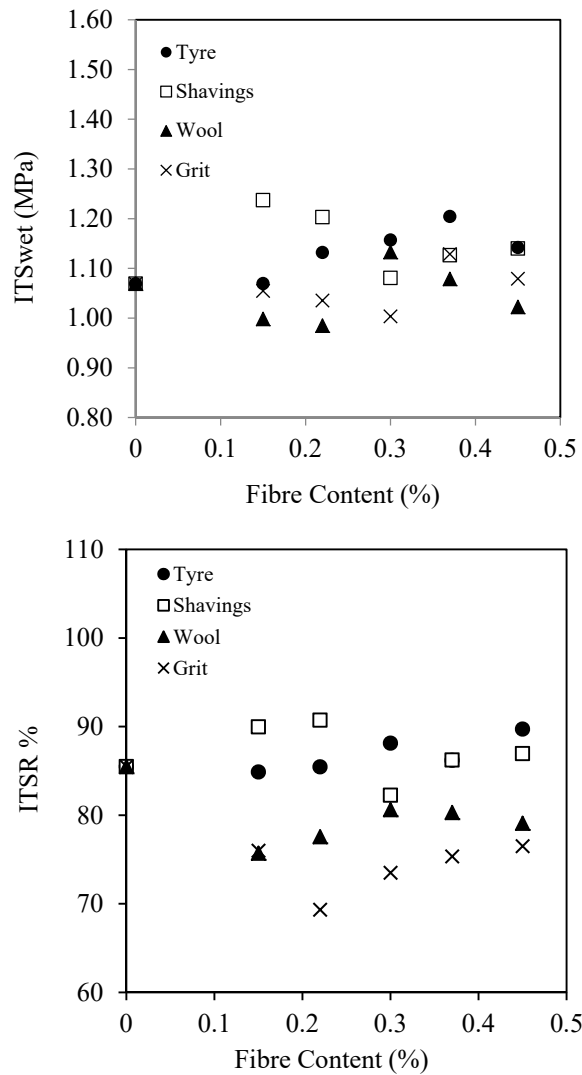 1.60
1.50
1.40
1.30
1.20
1.10
1.00
0.90
0.80
ITSwet (MPa)
Tyre
Shavings
Wool
Grit
0 0.1 0.2 0.3 0.4 0.5
Fibre Content (%)
110
100
90
80
70
60
ITSR %
Tyre
Shavings
Wool
Grit
0 0.1 0.2 0.3 0.4 0.5
Fibre Content (%)